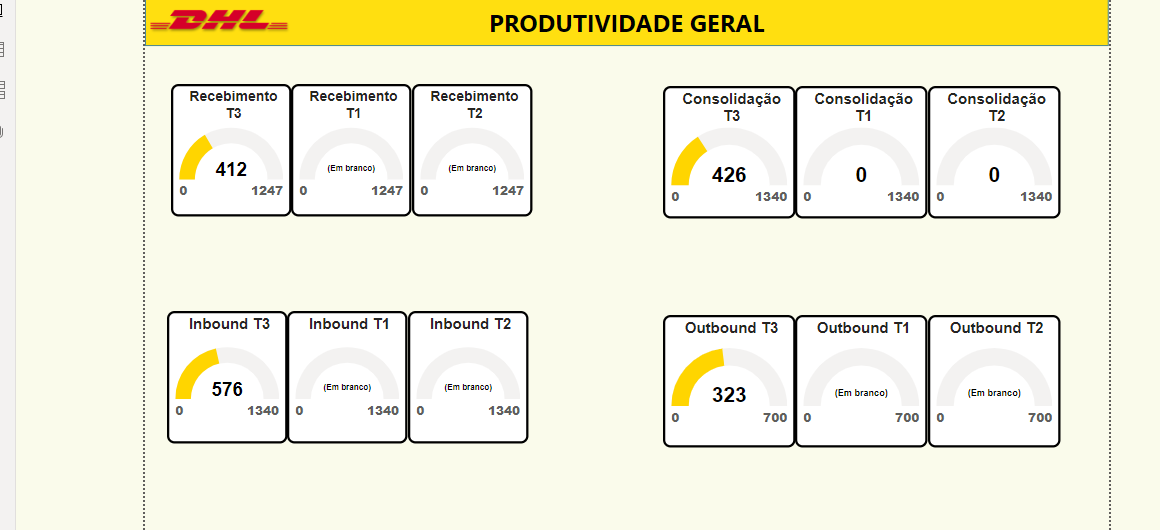 DHL
PRODUTIVIDADE GERAL
Recebimento
T3
412
0
1247
Recebimento
T1
(Em branco)
0
1247
Recebimento
T2
(Em branco)
0
1247
Consolidação
T3
426
0
1340
Consolidação
T1
0
0
1340
Consolidação
T2
0
0
1340
Inbound T3
576
0
1340
Inbound T1
(Em branco)
0
1340
Inbound T2
(Em branco)
0
1340
Outbound T3
323
0
700
Outbound T1
(Em branco)
0
700
Outbound T2
(Em branco)
0
700